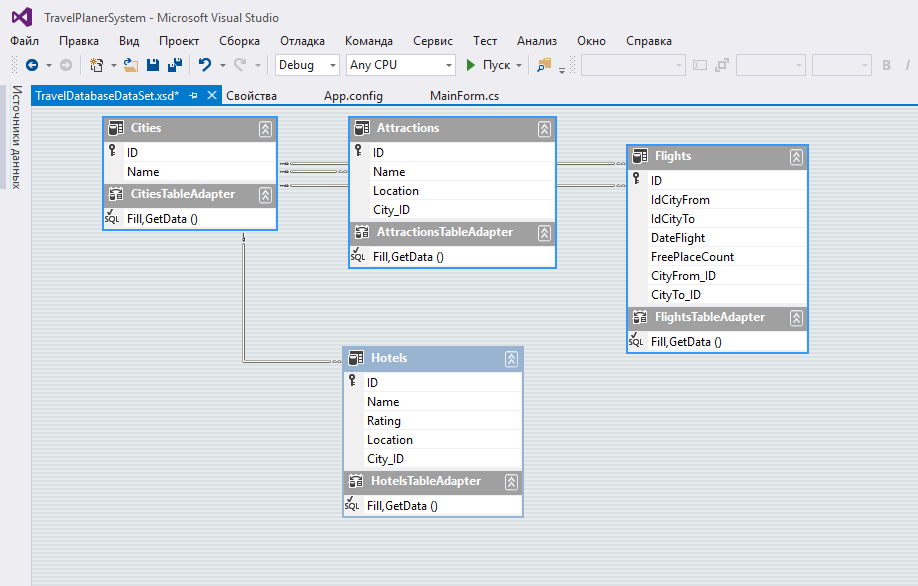 TravelPlanerSystem - Microsoft Visual Studio
Файл Правка Вид Проект Сборка Отладка Команда Сервис Тест Анализ Окно Справка
Debug Any CPU Пуск B I
TravelDatabaseDataSet.xsd* Свойства App.config MainForm.cs
Источники данных
Cities
ID
Name
CitiesTableAdapter
SQL Fill,GetData ()
Attractions
ID
Name
Location
City_ID
AttractionsTableAdapter
SQL Fill,GetData ()
Flights
ID
IdCityFrom
IdCityTo
DateFlight
FreePlaceCount
CityFrom_ID
CityTo_ID
FlightsTableAdapter
SQL Fill,GetData ()
Hotels
ID
Name
Rating
Location
City_ID
HotelsTableAdapter
SQL Fill,GetData ()